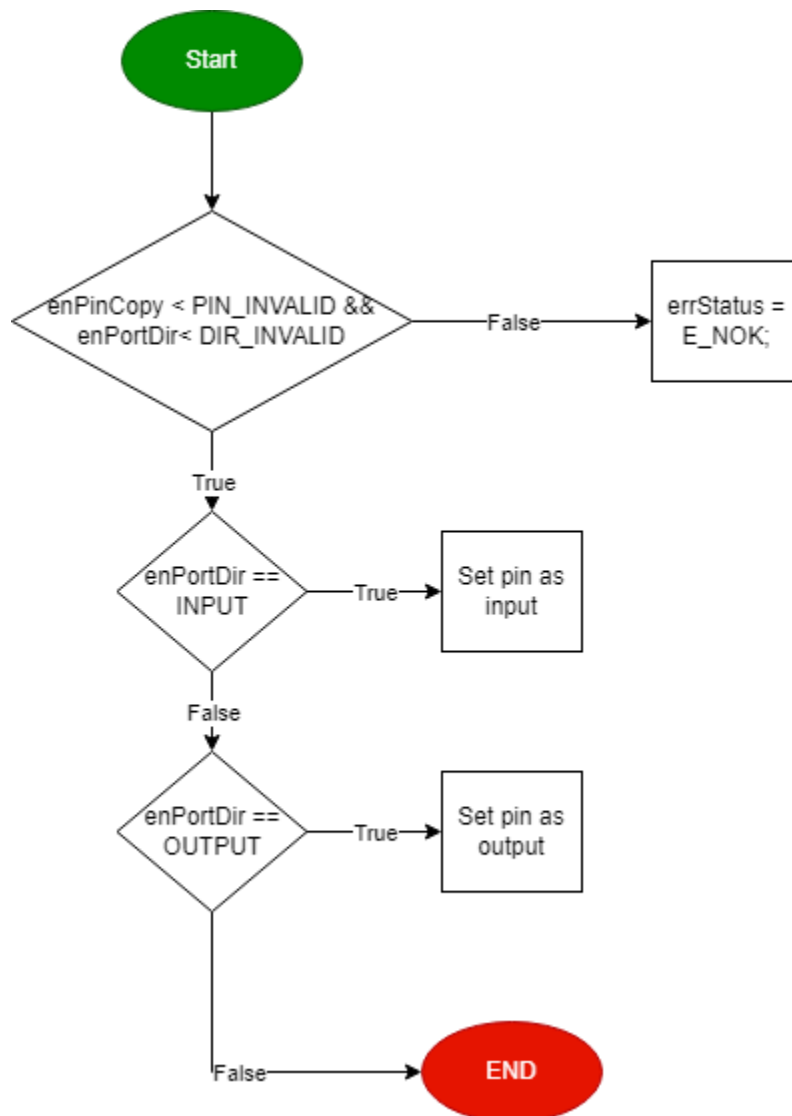 Start
enPinCopy < PIN_INVALID &&
enPortDir< DIR_INVALID
False
errStatus =
E_NOK;
True
enPortDir ==
INPUT
True
Set pin as
input
False
enPortDir ==
OUTPUT
True
Set pin as
output
False
END